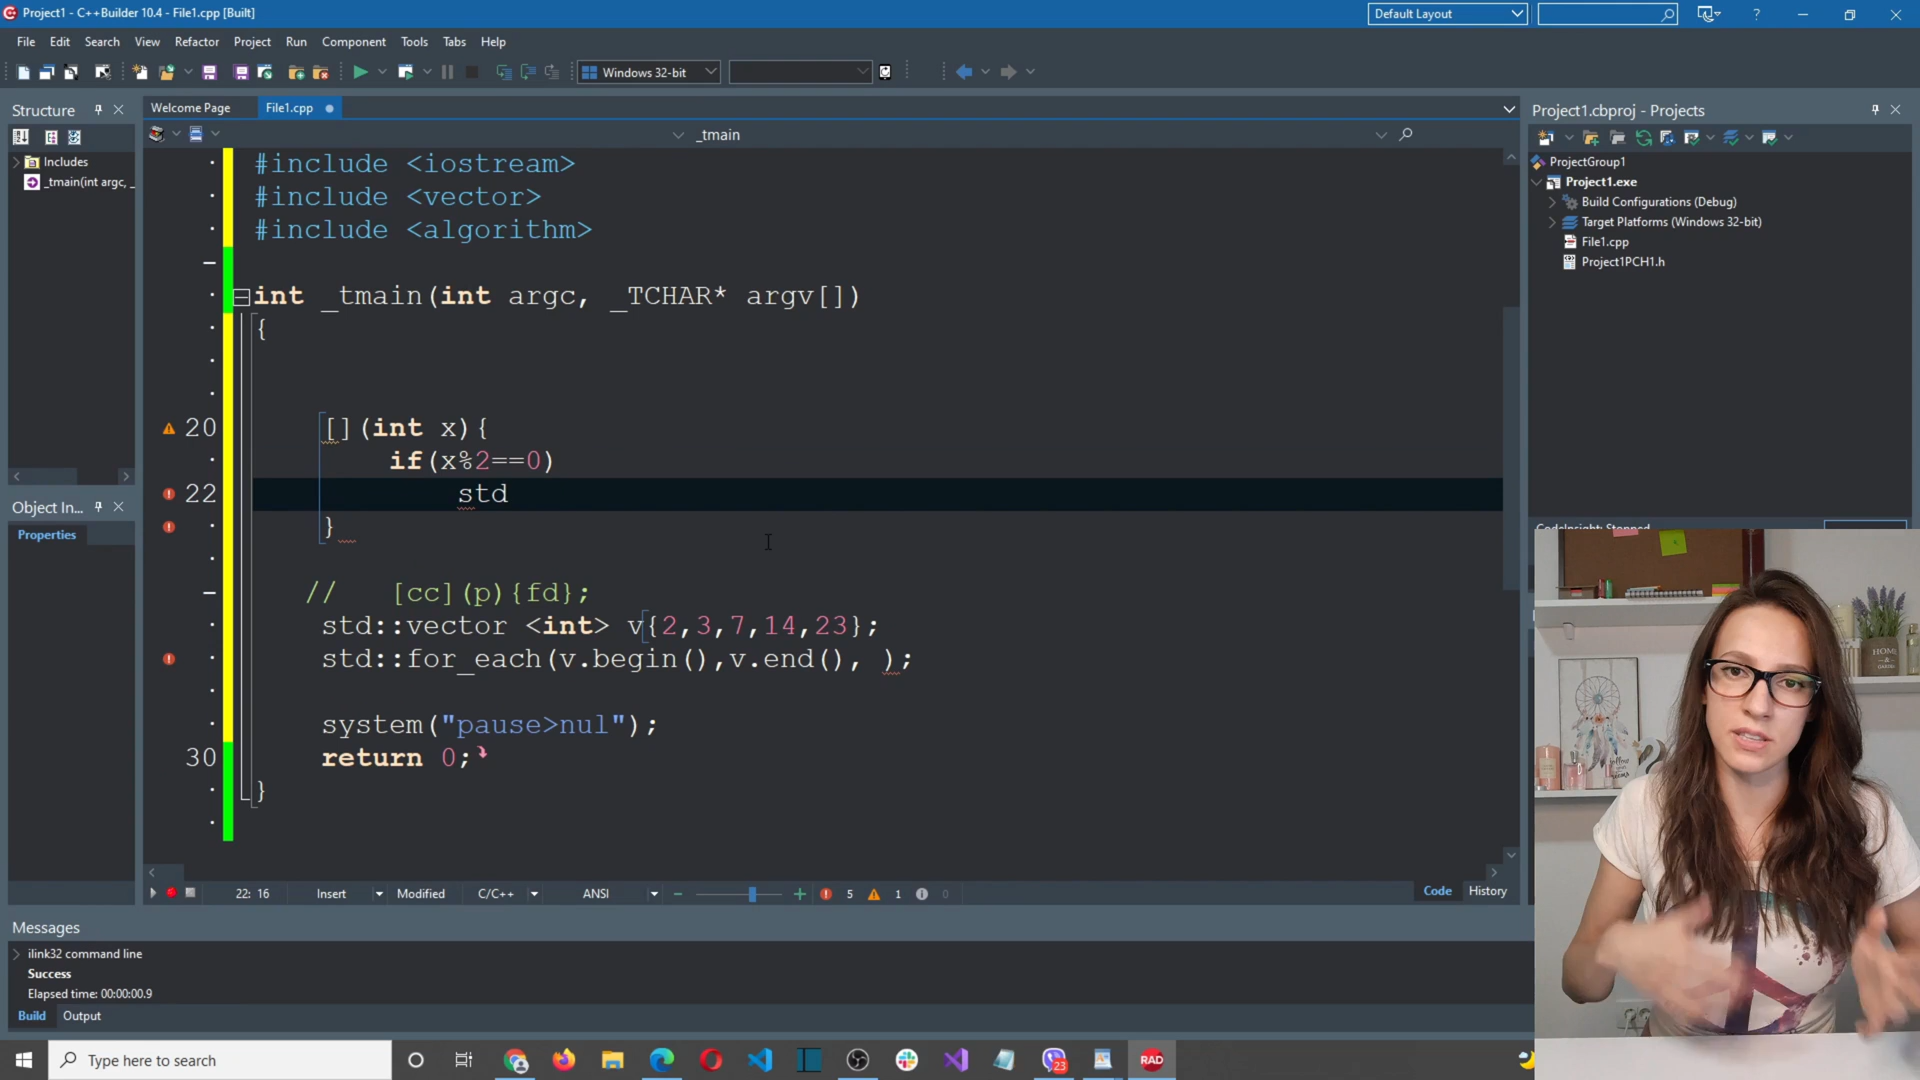 Project1 - C++Builder 10.4 - File1.cpp [Built]
Default Layout
File Edit Search View Refactor Project Run Component Tools Tabs Help
Windows 32-bit
Structure
Includes
_tmain(int argc, _
Welcome Page File1.cpp
_tmain
#include <iostream>
#include <vector>
#include <algorithm>
int _tmain(int argc, _TCHAR* argv[])
{
20 [](int x){
if(x%2==0)
22 std
}
// [cc](p){fd};
std::vector <int> v{2,3,7,14,23};
std::for_each(v.begin(),v.end(), );
system("pause>nul");
30 return 0;
}
Object In...
Properties
22: 16 Insert Modified C/C++ ANSI 5 1 0
Code History
Project1.cbproj - Projects
ProjectGroup1
Project1.exe
Build Configurations (Debug)
Target Platforms (Windows 32-bit)
File1.cpp
Project1PCH1.h
CodeInsight: Stopped
HOME
&
follow
Messages
ilink32 command line
Success
Elapsed time: 00:00:00.9
Build Output
Type here to search
23
RAD